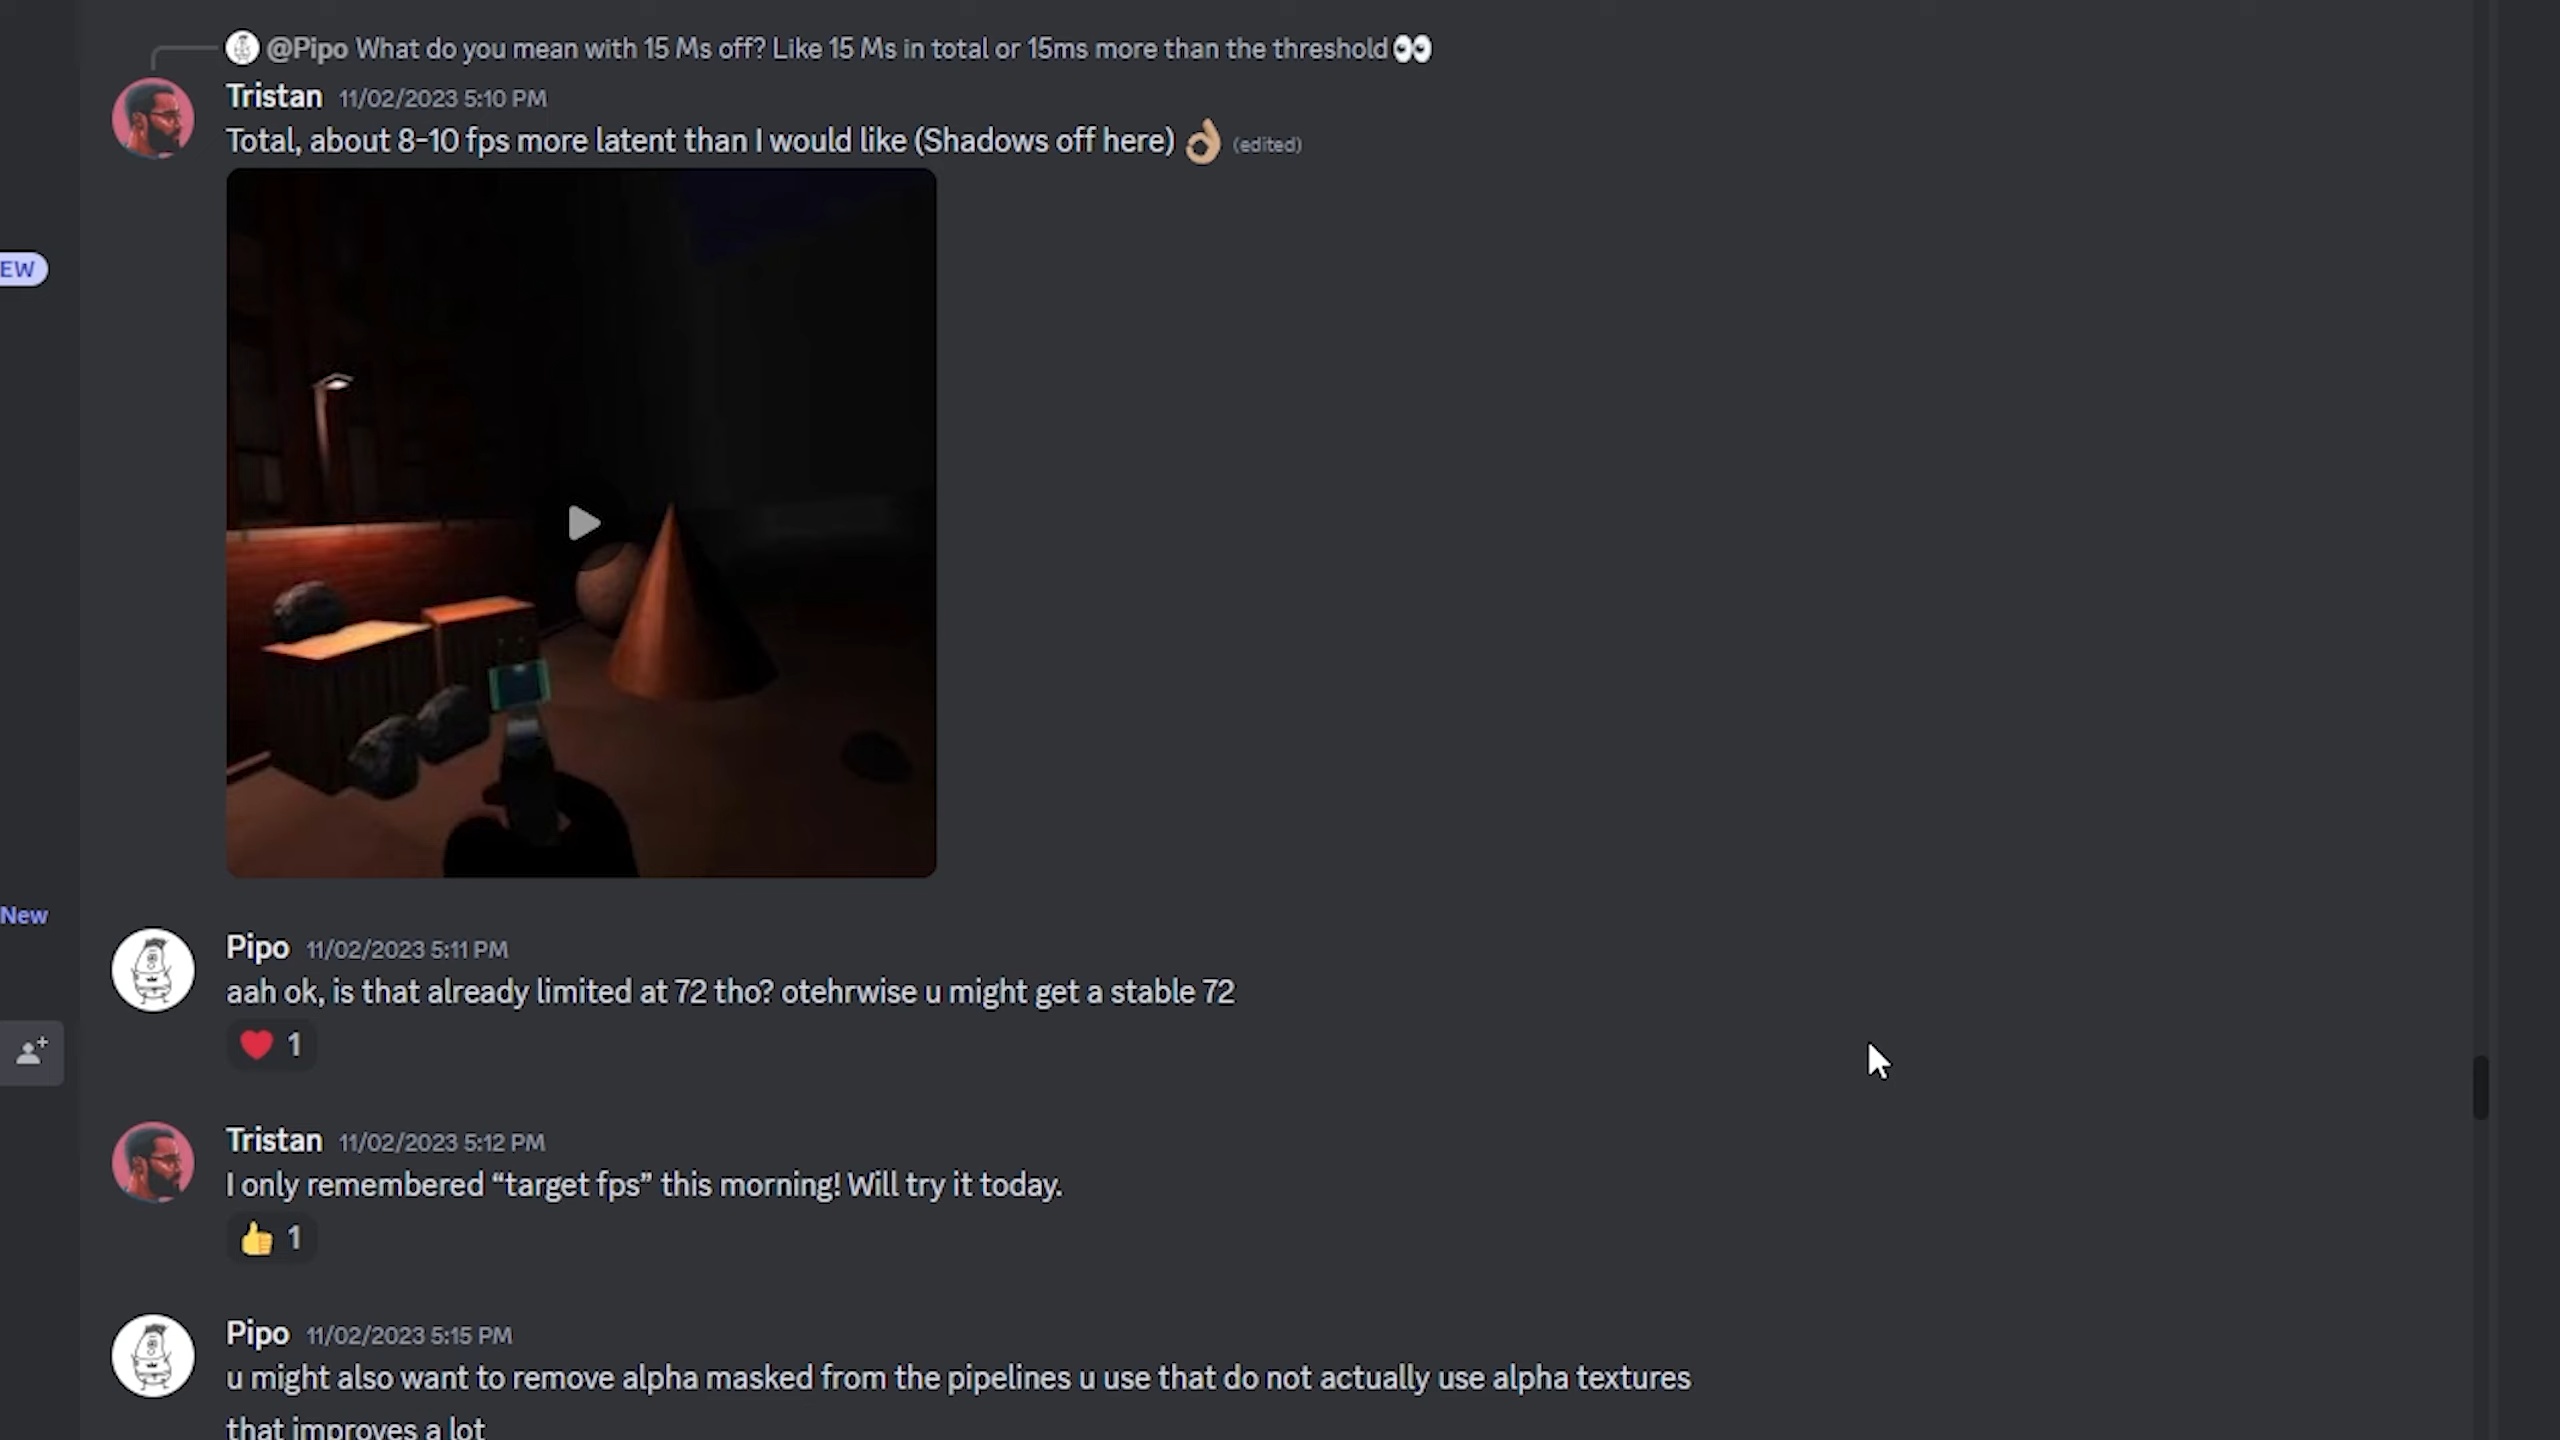 @Pipo What do you mean with 15 Ms off? Like 15 Ms in total or 15ms more than the threshold👀
Tristan 11/02/2023 5:10 PM
Total, about 8-10 fps more latent than I would like (Shadows off here) 👌🏼 (edited)
EW
New
Pipo 11/02/2023 5:11 PM
aah ok, is that already limited at 72 tho? otehrwise u might get a stable 72
❤️ 1
Tristan 11/02/2023 5:12 PM
I only remembered “target fps” this morning! Will try it today.
👍 1
Pipo 11/02/2023 5:15 PM
u might also want to remove alpha masked from the pipelines u use that do not actually use alpha textures
that improves a lot